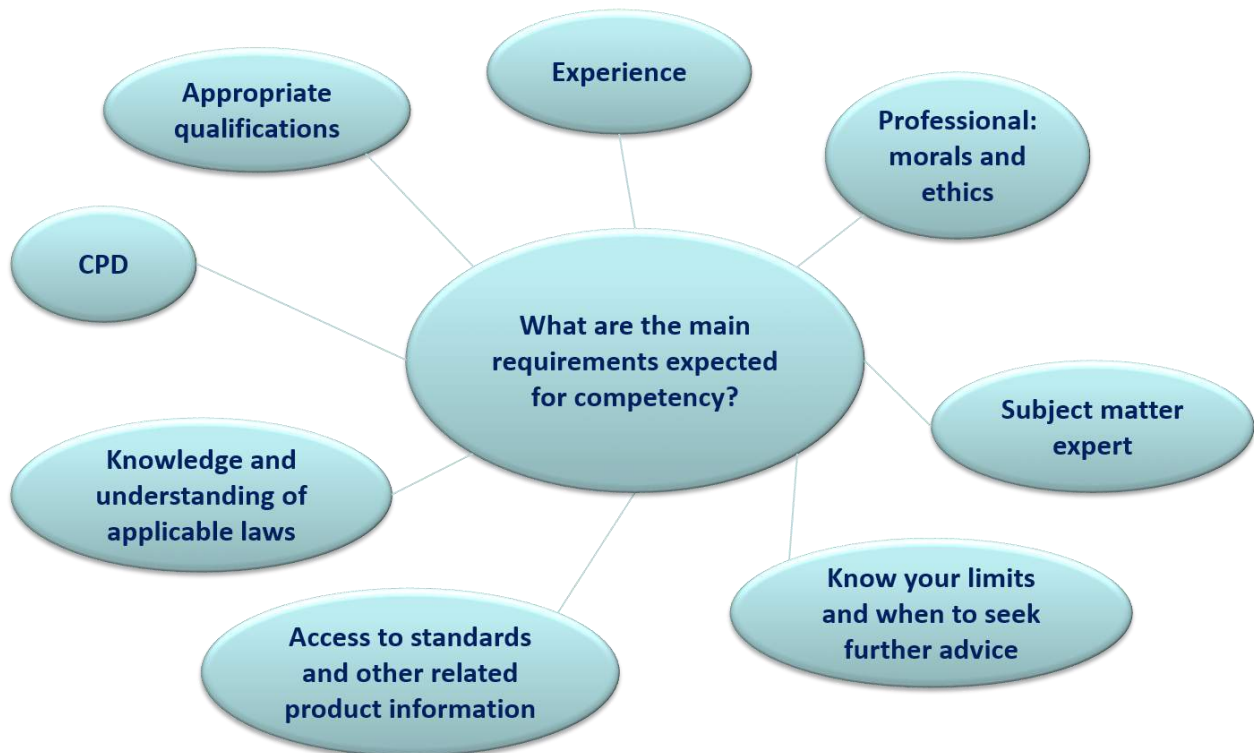 Experience
Appropriate
qualifications
Professional:
morals and
ethics
CPD
What are the main
requirements expected
for competency?
Subject matter
expert
Knowledge and
understanding of
applicable laws
Know your limits
and when to seek
further advice
Access to standards
and other related
product information